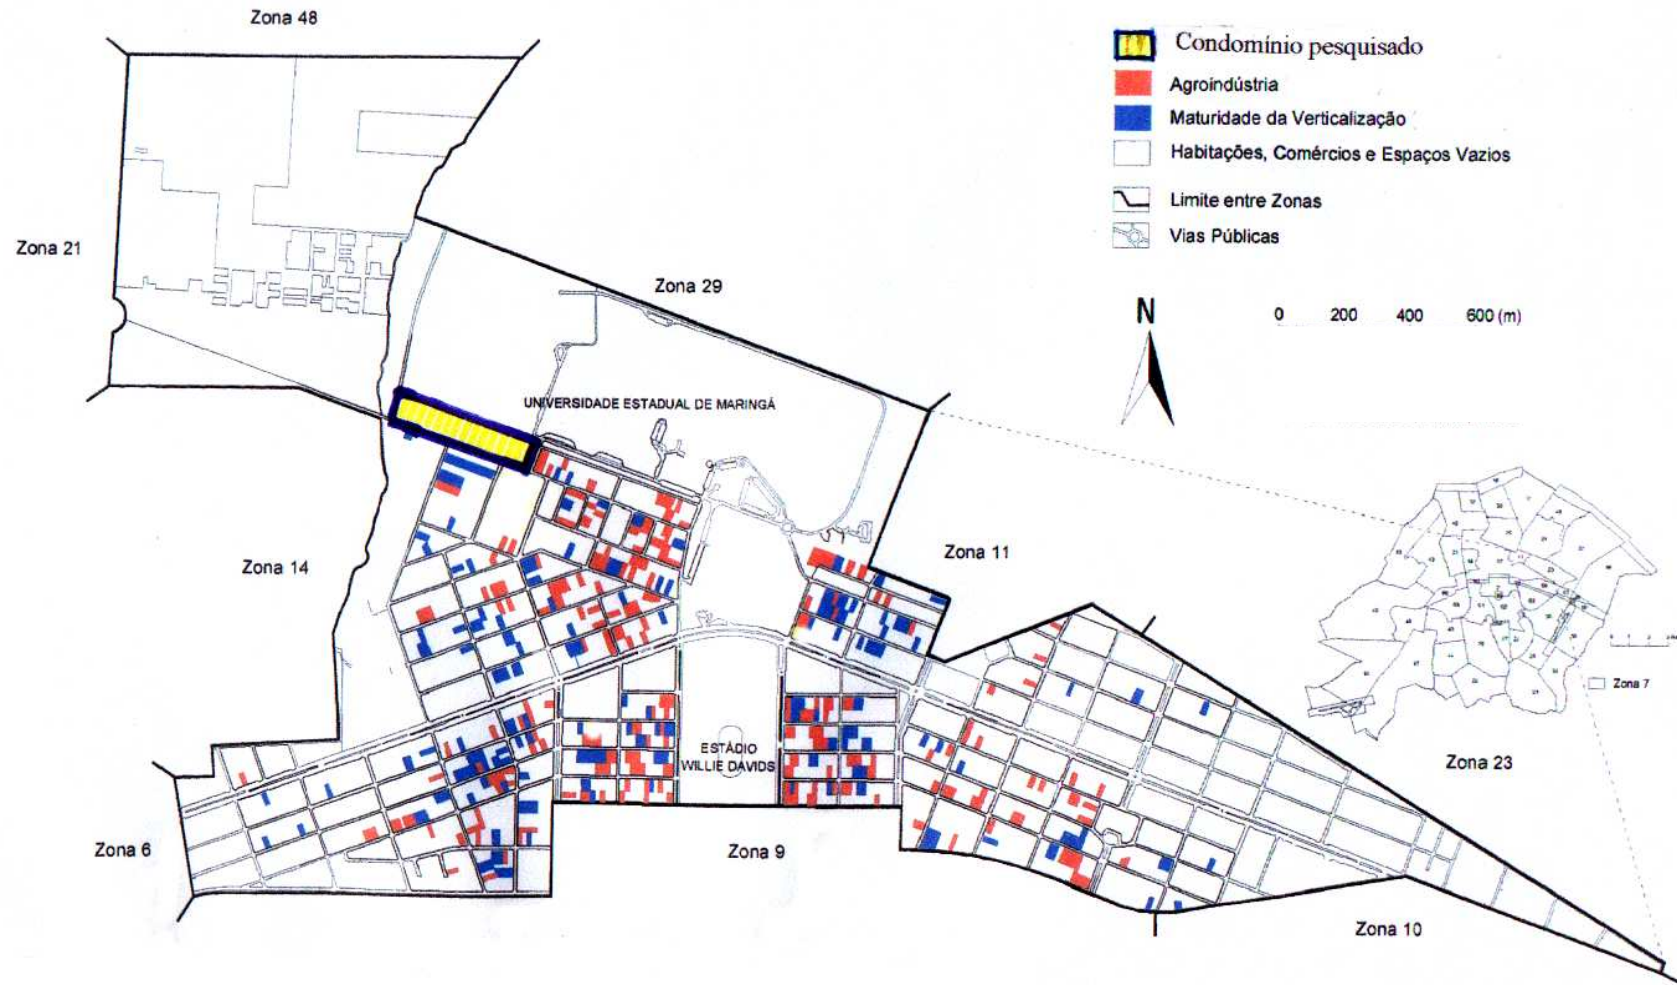 Zona 48
Condomínio pesquisado
Agroindústria
Maturidade da Verticalização
Habitações, Comércios e Espaços Vazios
Limite entre Zonas
Vias Públicas
Zona 21
Zona 29
N
0 200 400 600 (m)
UNIVERSIDADE ESTADUAL DE MARINGÁ
Zona 14
Zona 11
Zona 7
ESTÁDIO
WILLIE DAVIDS
Zona 23
Zona 6
Zona 9
Zona 10